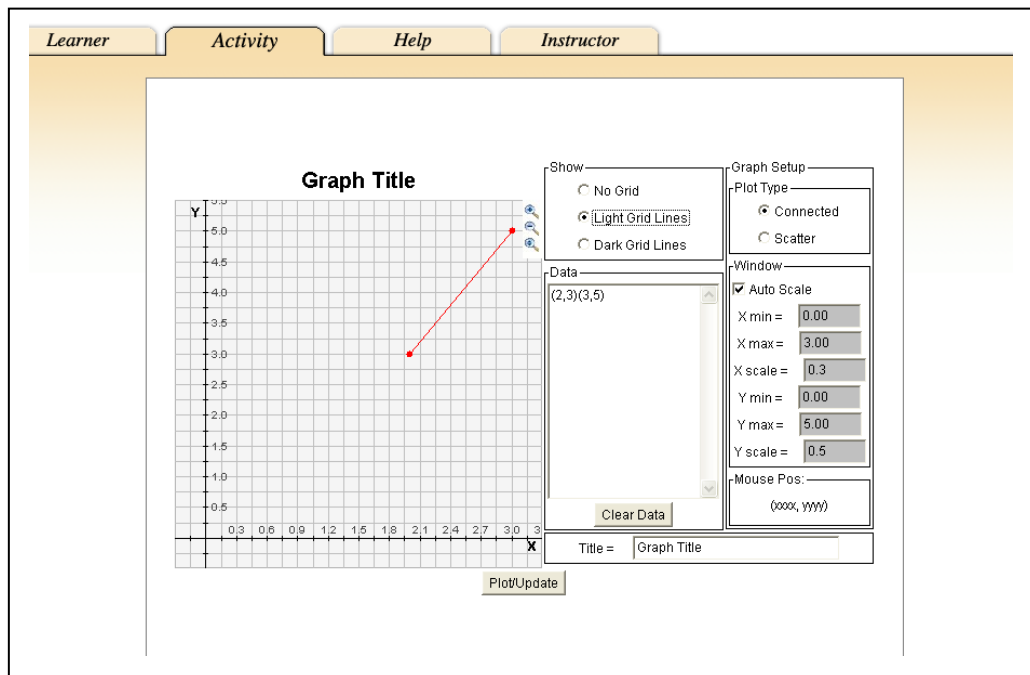 Learner Activity Help Instructor
Graph Title
Y
5.5
5.0
4.5
4.0
3.5
3.0
2.5
2.0
1.5
1.0
0.5
0.3 0.6 0.9 1.2 1.5 1.8 2.1 2.4 2.7 3.0 3
X
Show
No Grid
Light Grid Lines
Dark Grid Lines
Data
(2,3)(3,5)
Clear Data
Graph Setup
Plot Type
Connected
Scatter
Window
Auto Scale
X min = 0.00
X max = 3.00
X scale = 0.3
Y min = 0.00
Y max = 5.00
Y scale = 0.5
Mouse Pos:
(xxxx, yyyy)
Title = Graph Title
Plot/Update